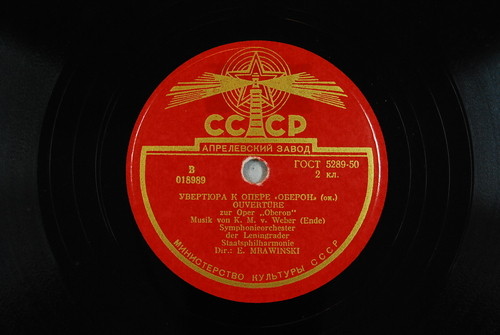 СССР
АПРЕЛЕВСКИЙ ЗАВОД
В
018989
ГОСТ 5289-50
2 кл.
УВЕРТЮРА К ОПЕРЕ «ОБЕРОН» (ок.)
OUVERTÜRE
zur Oper „Oberon"
Musik von K. M. v. Weber (Ende)
Symphonieorchester
der Leningrader
Staatsphilharmonie
Dir.: E. MRAWINSKI
МИНИСТЕРСТВО КУЛЬТУРЫ СССР